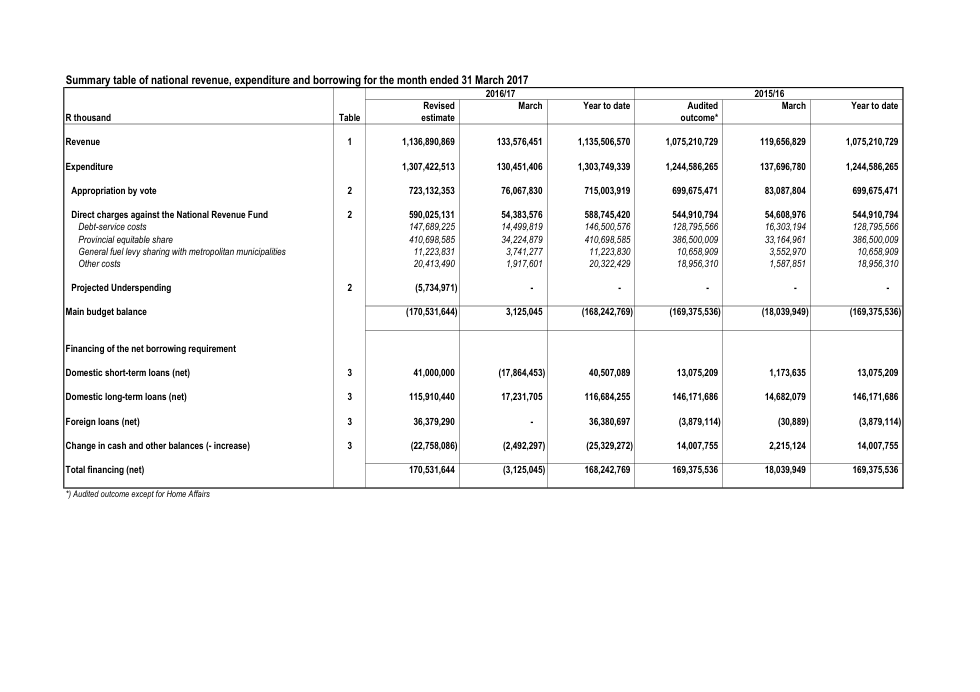 Summary table of national revenue, expenditure and borrowing for the month ended 31 March 2017
2016/17 2015/16
Revised March Year to date Audited March Year to date
R thousand Table estimate outcome*
Revenue 1 1,136,890,869 133,576,451 1,135,506,570 1,075,210,729 119,656,829 1,075,210,729
Expenditure 1,307,422,513 130,451,406 1,303,749,339 1,244,586,265 137,696,780 1,244,586,265
Appropriation by vote 2 723,132,353 76,067,830 715,003,919 699,675,471 83,087,804 699,675,471
Direct charges against the National Revenue Fund 2 590,025,131 54,383,576 588,745,420 544,910,794 54,608,976 544,910,794
Debt-service costs 147,689,225 14,499,819 146,500,576 128,795,566 16,303,194 128,795,566
Provincial equitable share 410,698,585 34,224,879 410,698,585 386,500,009 33,164,961 386,500,009
General fuel levy sharing with metropolitan municipalities 11,223,831 3,741,277 11,223,830 10,658,909 3,552,970 10,658,909
Other costs 20,413,490 1,917,601 20,322,429 18,956,310 1,587,851 18,956,310
Projected Underspending 2 (5,734,971) - - - - -
Main budget balance (170,531,644) 3,125,045 (168,242,769) (169,375,536) (18,039,949) (169,375,536)
Financing of the net borrowing requirement
Domestic short-term loans (net) 3 41,000,000 (17,864,453) 40,507,089 13,075,209 1,173,635 13,075,209
Domestic long-term loans (net) 3 115,910,440 17,231,705 116,684,255 146,171,686 14,682,079 146,171,686
Foreign loans (net) 3 36,379,290 - 36,380,697 (3,879,114) (30,889) (3,879,114)
Change in cash and other balances (- increase) 3 (22,758,086) (2,492,297) (25,329,272) 14,007,755 2,215,124 14,007,755
Total financing (net) 170,531,644 (3,125,045) 168,242,769 169,375,536 18,039,949 169,375,536
*) Audited outcome except for Home Affairs